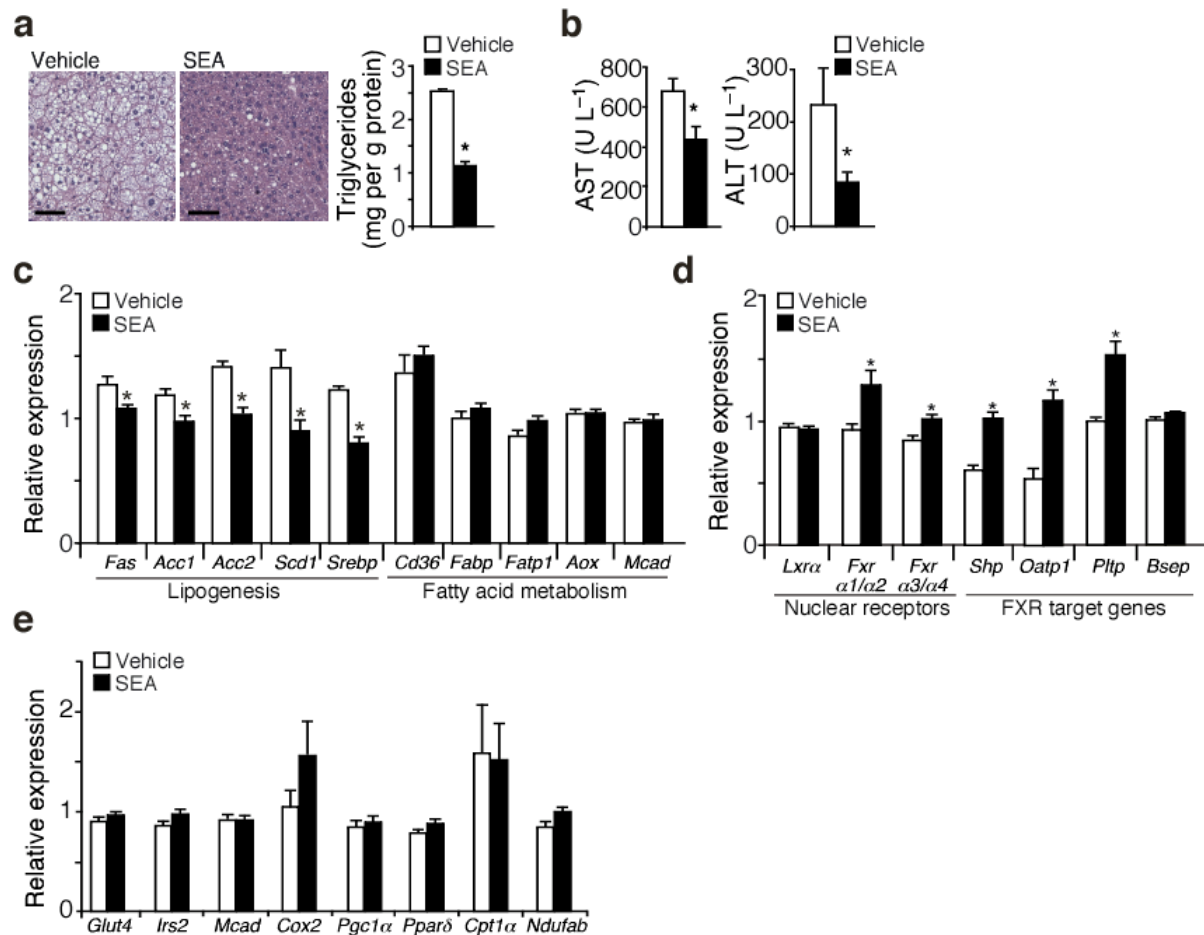 a
Vehicle
SEA
Triglycerides
(mg per g protein)
3
2
1
0
Vehicle
SEA
*
b
Vehicle
SEA
AST (U L⁻¹)
800
600
400
200
0
*
ALT (U L⁻¹)
300
200
100
0
*
c
Relative expression
2
1
0
Vehicle
SEA
* * * * *
Fas Acc1 Acc2 Scd1 Srebp Cd36 Fabp Fatp1 Aox Mcad
Lipogenesis Fatty acid metabolism
d
Relative expression
2
1
0
Vehicle
SEA
* * * * *
Lxrα Fxr Fxr Shp Oatp1 Pltp Bsep
α1/α2 α3/α4
Nuclear receptors FXR target genes
e
Relative expression
2
1
0
Vehicle
SEA
Glut4 Irs2 Mcad Cox2 Pgc1α Pparδ Cpt1α Ndufab